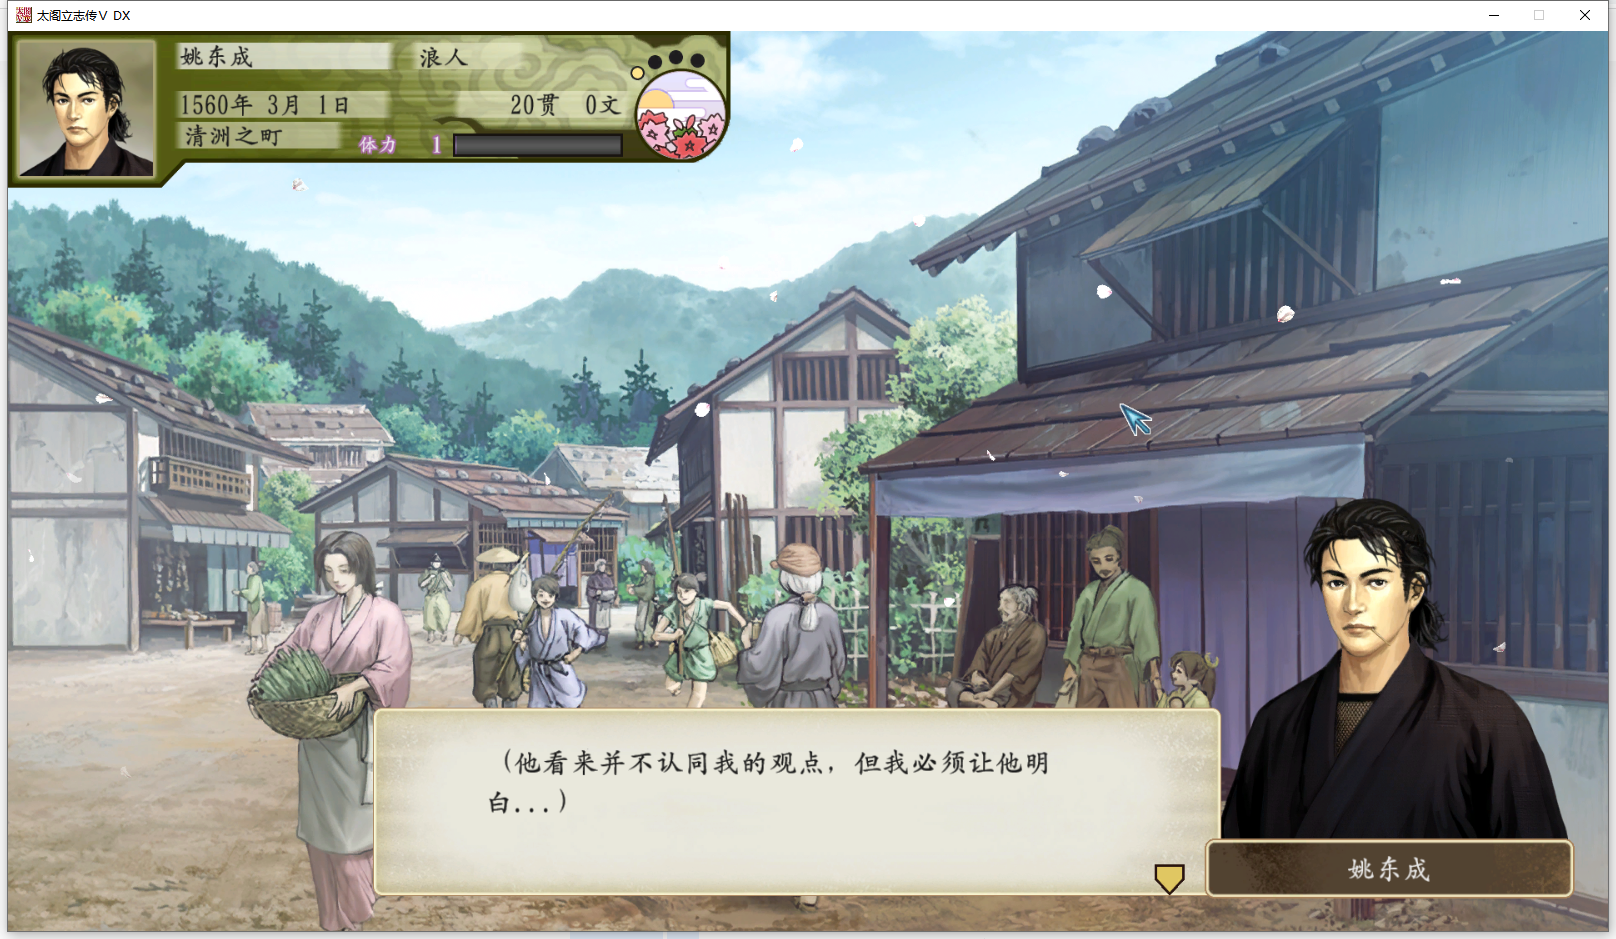 太阁立志传Ⅴ DX
姚东成 浪人
1560年 3月 1日 20贯 0文
清洲之町 体力 1
（他看来并不认同我的观点，但我必须让他明
白...）
姚东成